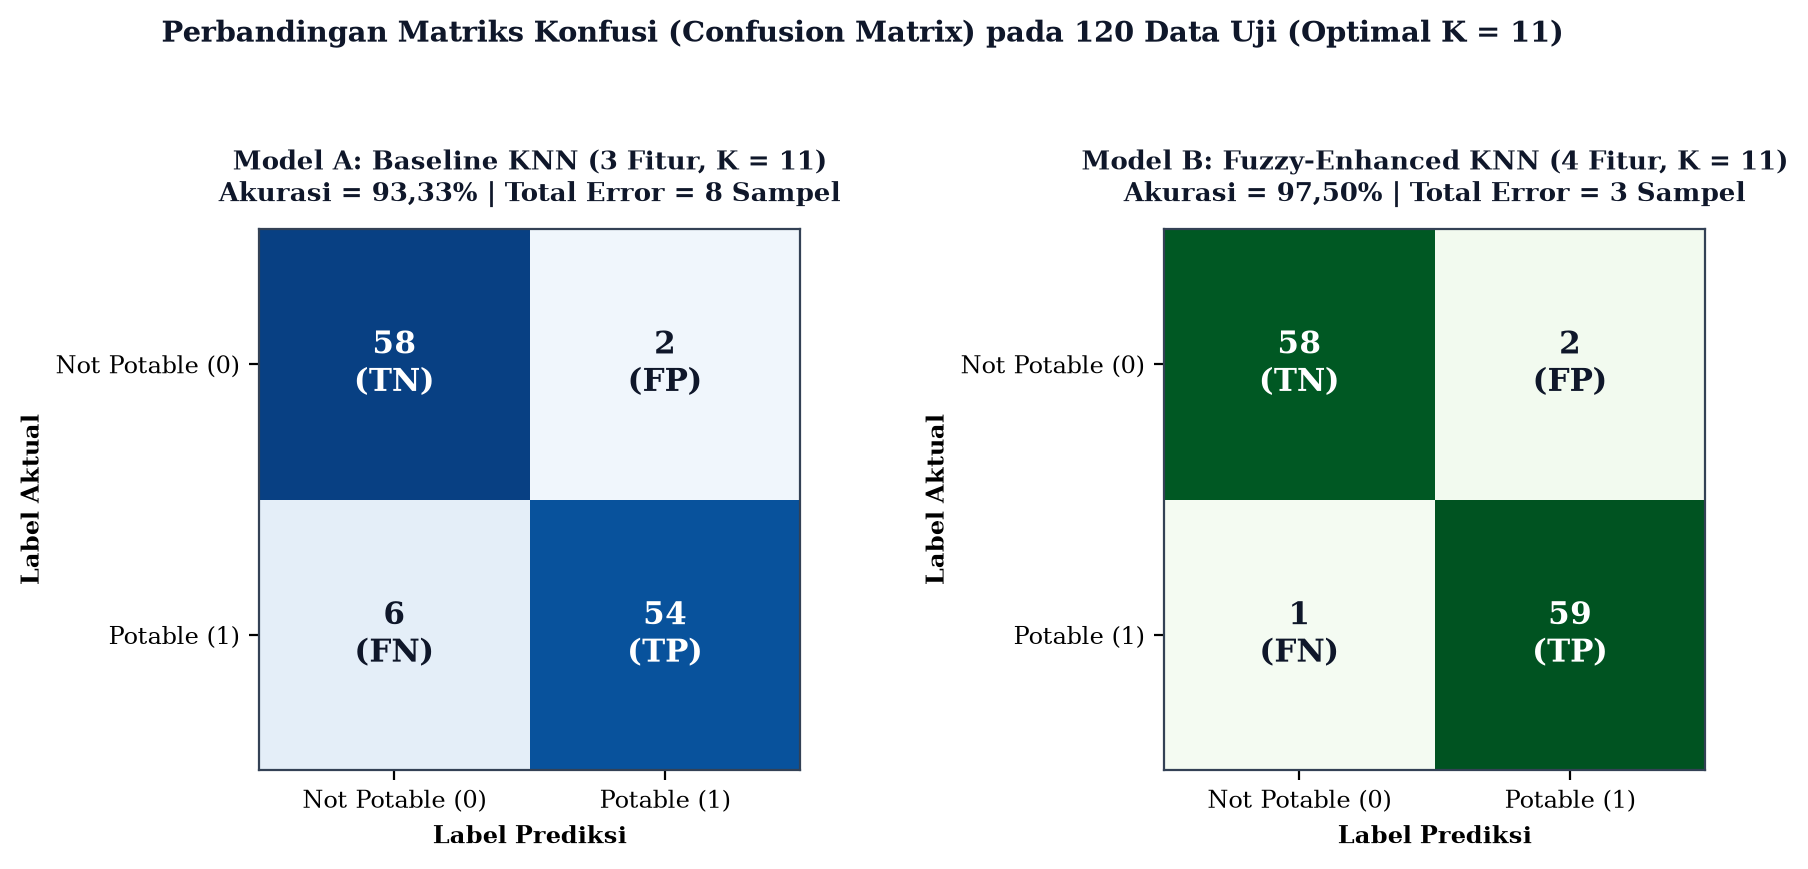 Perbandingan Matriks Konfusi (Confusion Matrix) pada 120 Data Uji (Optimal K = 11)
Model A: Baseline KNN (3 Fitur, K = 11)
Akurasi = 93,33% | Total Error = 8 Sampel
Label Aktual
Not Potable (0)
58
(TN)
2
(FP)
Potable (1)
6
(FN)
54
(TP)
Not Potable (0)
Potable (1)
Label Prediksi
Model B: Fuzzy-Enhanced KNN (4 Fitur, K = 11)
Akurasi = 97,50% | Total Error = 3 Sampel
Label Aktual
Not Potable (0)
58
(TN)
2
(FP)
Potable (1)
1
(FN)
59
(TP)
Not Potable (0)
Potable (1)
Label Prediksi